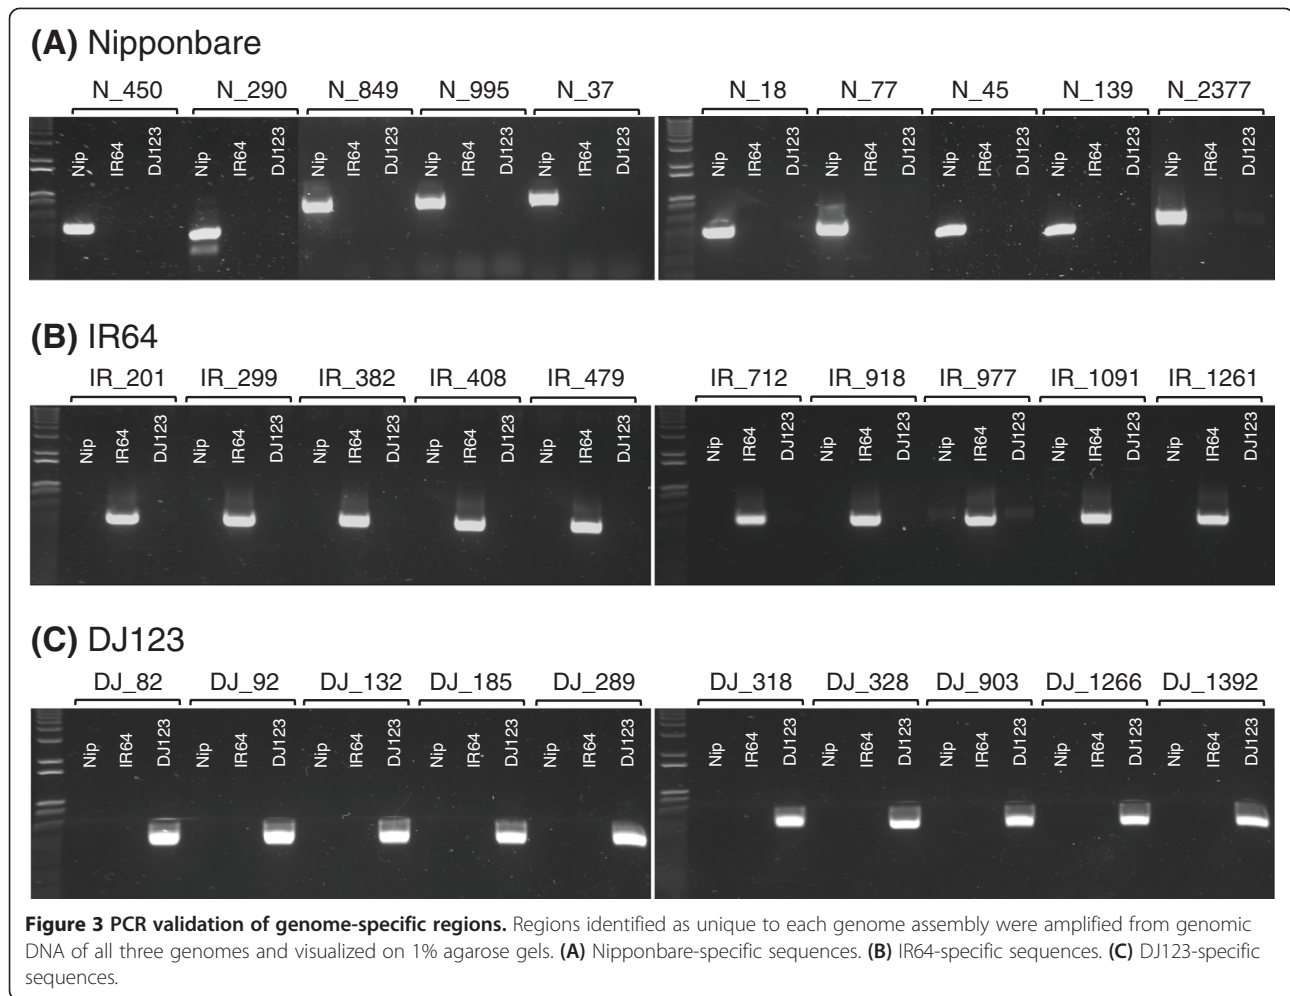 (A) Nipponbare
N_450 N_290 N_849 N_995 N_37 N_18 N_77 N_45 N_139 N_2377
Nip IR64 DJ123 Nip IR64 DJ123 Nip IR64 DJ123 Nip IR64 DJ123 Nip IR64 DJ123 Nip IR64 DJ123 Nip IR64 DJ123 Nip IR64 DJ123 Nip IR64 DJ123 Nip IR64 DJ123
(B) IR64
IR_201 IR_299 IR_382 IR_408 IR_479 IR_712 IR_918 IR_977 IR_1091 IR_1261
Nip IR64 DJ123 Nip IR64 DJ123 Nip IR64 DJ123 Nip IR64 DJ123 Nip IR64 DJ123 Nip IR64 DJ123 Nip IR64 DJ123 Nip IR64 DJ123 Nip IR64 DJ123 Nip IR64 DJ123
(C) DJ123
DJ_82 DJ_92 DJ_132 DJ_185 DJ_289 DJ_318 DJ_328 DJ_903 DJ_1266 DJ_1392
Nip IR64 DJ123 Nip IR64 DJ123 Nip IR64 DJ123 Nip IR64 DJ123 Nip IR64 DJ123 Nip IR64 DJ123 Nip IR64 DJ123 Nip IR64 DJ123 Nip IR64 DJ123 Nip IR64 DJ123
Figure 3 PCR validation of genome-specific regions. Regions identified as unique to each genome assembly were amplified from genomic
DNA of all three genomes and visualized on 1% agarose gels. (A) Nipponbare-specific sequences. (B) IR64-specific sequences. (C) DJ123-specific
sequences.